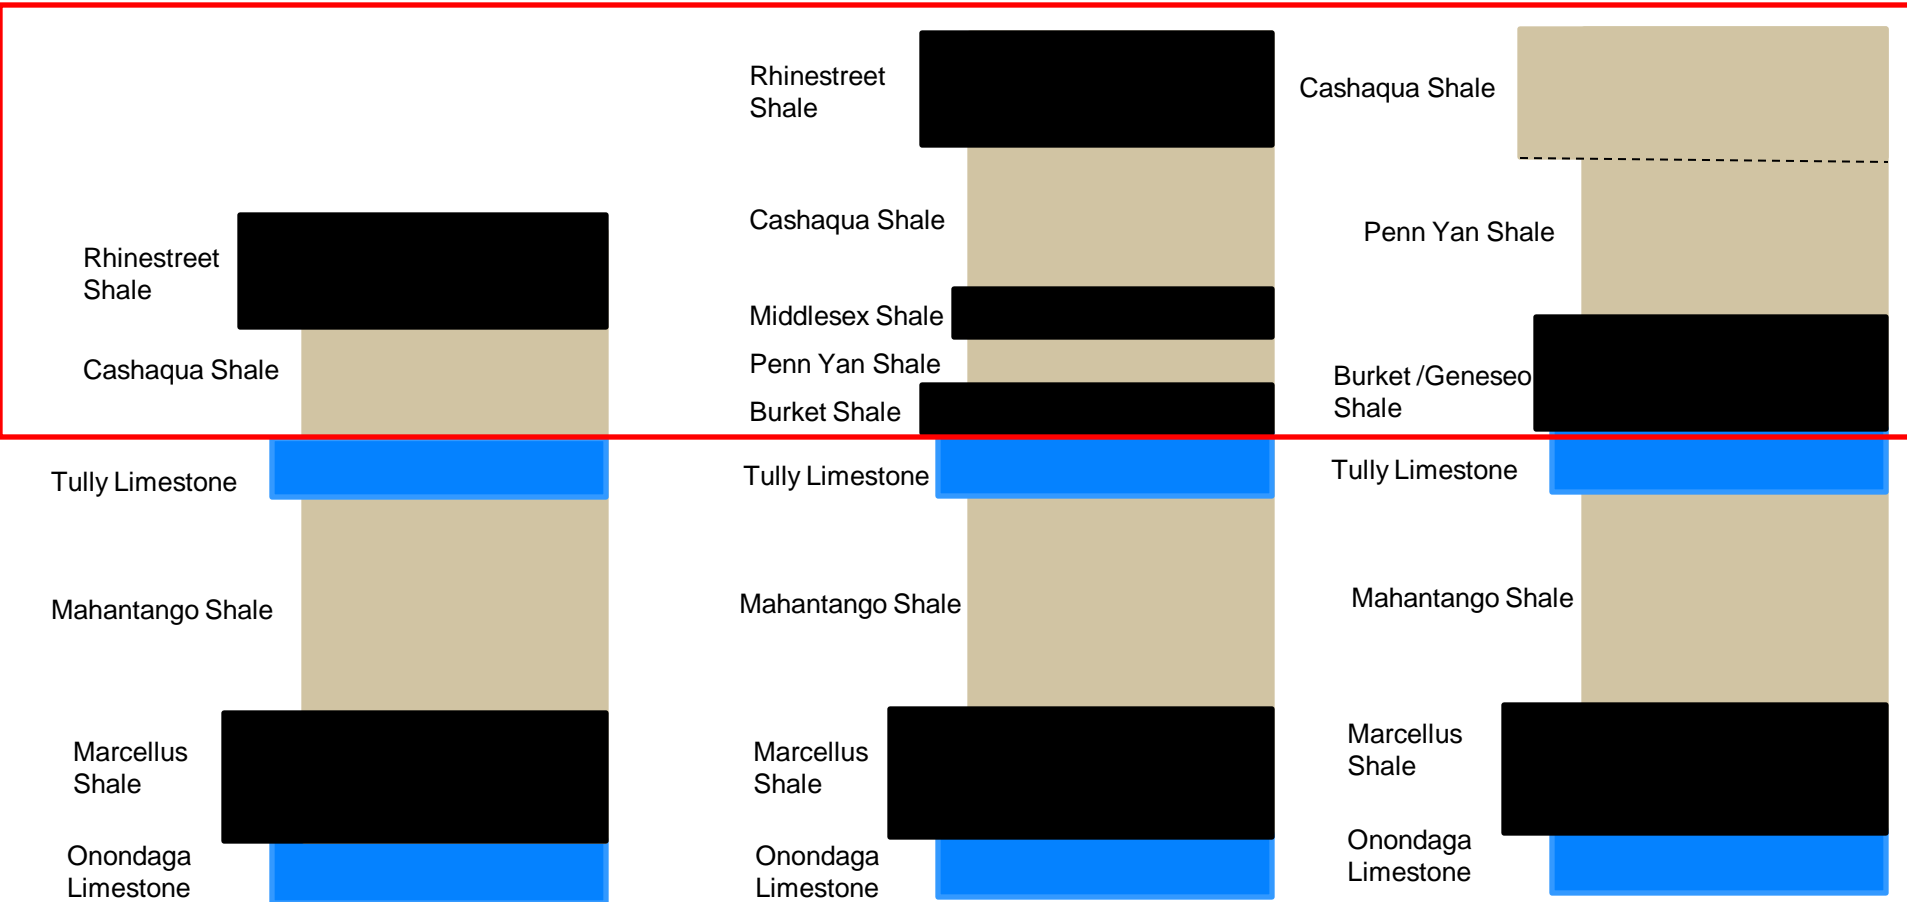 Rhinestreet
Shale
Cashaqua Shale
Tully Limestone
Mahantango Shale
Marcellus
Shale
Onondaga
Limestone
Rhinestreet
Shale
Cashaqua Shale
Middlesex Shale
Penn Yan Shale
Burket Shale
Tully Limestone
Mahantango Shale
Marcellus
Shale
Onondaga
Limestone
Cashaqua Shale
Penn Yan Shale
Burket /Geneseo
Shale
Tully Limestone
Mahantango Shale
Marcellus
Shale
Onondaga
Limestone